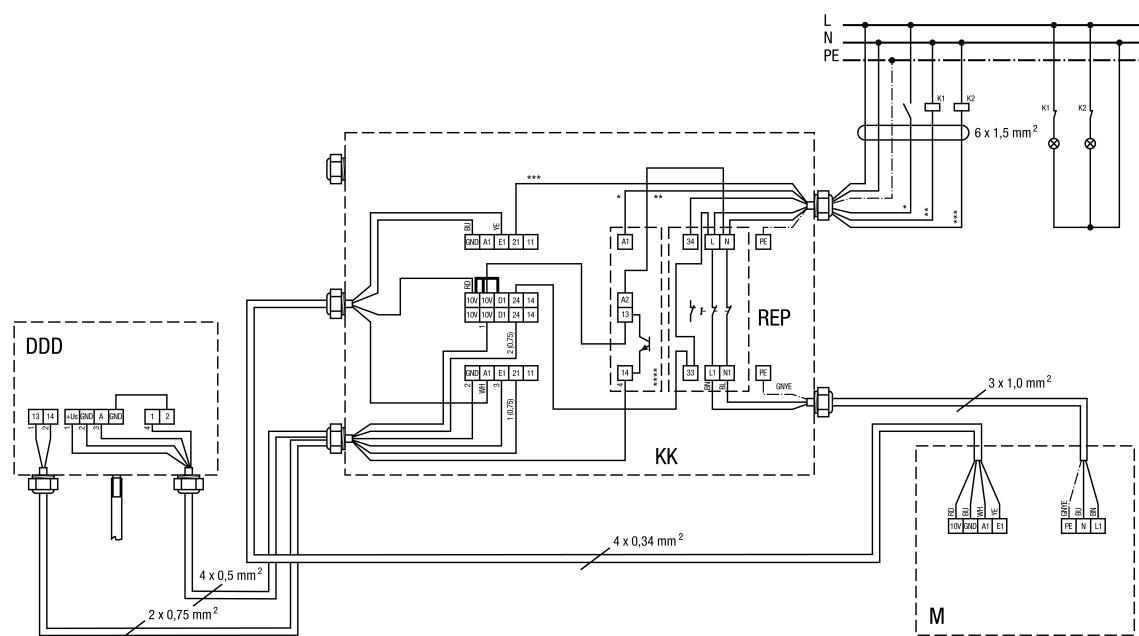 L
N
PE
K1
K2
K1
K2
6 x 1,5 mm²
***
*
**
*
**
***
BU
YE
GND A1 E1 21 11
A1
34
L N
PE
RD
10V 10V D1 24 14
10V 10V D1 24 14
A2
13
REP
1
2 (0,75)
DDD
GND A1 E1 21 11
14
33
L1 N1
PE
2
WH
3
1 (0,75)
4
****
BN
BL
GNYE
3 x 1,0 mm²
13 14
+Us GND A GND
1 2
1
2
1
2
3
4
KK
M
RD
BU
WH
YE
GNYE
BU
BN
10V GND A1 E1
PE N L1
4 x 0,34 mm²
4 x 0,5 mm²
2 x 0,75 mm²